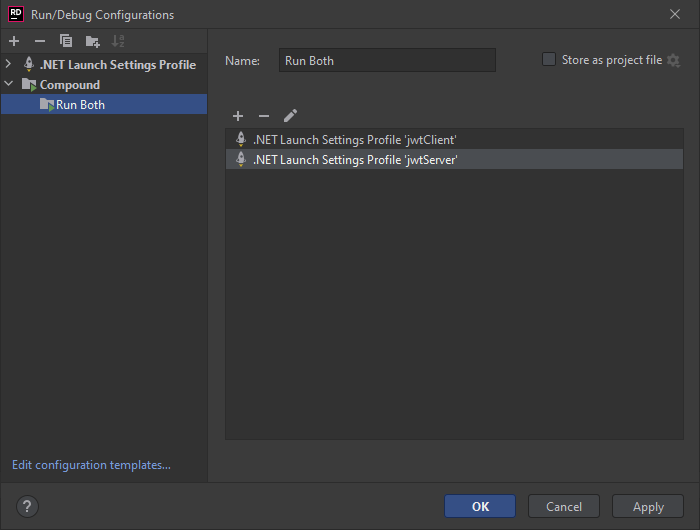 RD Run/Debug Configurations
.NET Launch Settings Profile
Compound
Run Both
Edit configuration templates...
Name: Run Both
Store as project file
.NET Launch Settings Profile 'jwtClient'
.NET Launch Settings Profile 'jwtServer'
?
OK
Cancel
Apply